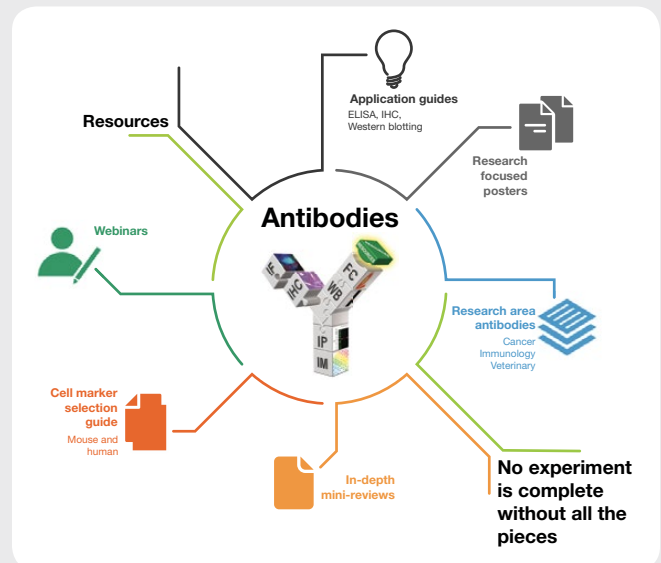 Application guides
ELISA, IHC,
Western blotting
Resources
Research
focused
posters
Antibodies
Webinars
IF
IHC
FC
WB
IP
IM
Research area
antibodies
Cancer
Immunology
Veterinary
Cell marker
selection
guide
Mouse and
human
In-depth
mini-reviews
No experiment
is complete
without all the
pieces